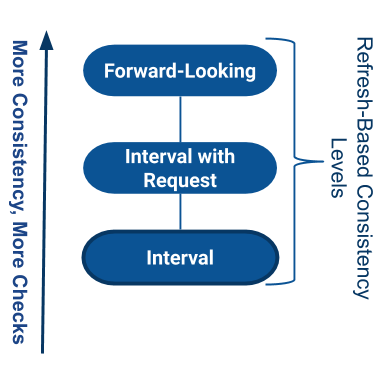 More Consistency, More Checks
Forward-Looking
Interval with
Request
Interval
Refresh-Based Consistency
Levels